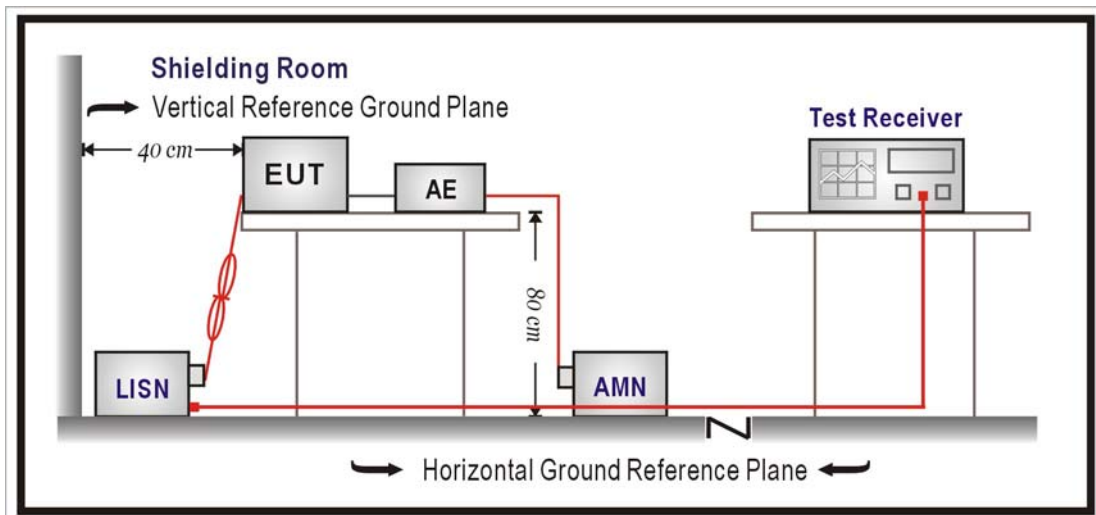 Shielding Room
Vertical Reference Ground Plane
40 cm
EUT
AE
Test Receiver
80 cm
LISN
AMN
Horizontal Ground Reference Plane